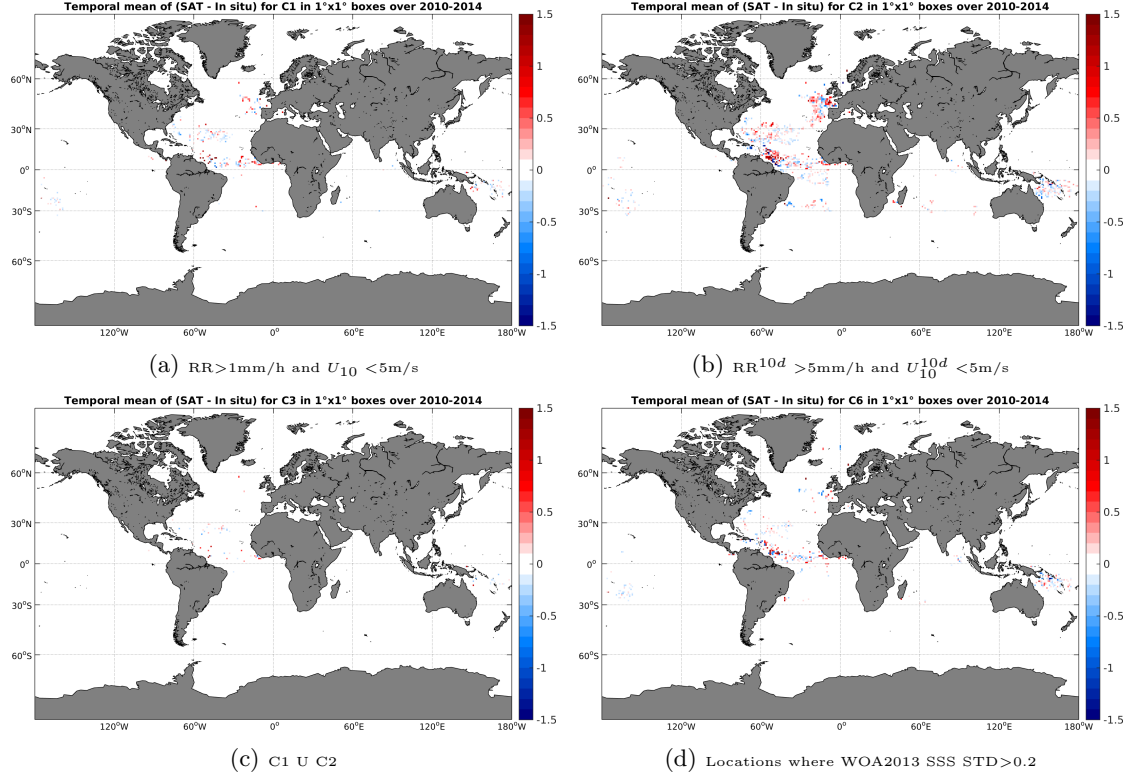 Temporal mean of (SAT - In situ) for C1 in 1°x1° boxes over 2010-2014
60°N
30°N
0°
30°S
60°S
120°W
60°W
0°
60°E
120°E
180°W
1.5
1
0.5
0
-0.5
-1
-1.5
(a) RR>1mm/h and U10 <5m/s
Temporal mean of (SAT - In situ) for C2 in 1°x1° boxes over 2010-2014
60°N
30°N
0°
30°S
60°S
120°W
60°W
0°
60°E
120°E
180°W
1.5
1
0.5
0
-0.5
-1
-1.5
(b) RR10d >5mm/h and U10d10 <5m/s
Temporal mean of (SAT - In situ) for C3 in 1°x1° boxes over 2010-2014
60°N
30°N
0°
30°S
60°S
120°W
60°W
0°
60°E
120°E
180°W
1.5
1
0.5
0
-0.5
-1
-1.5
(c) C1 U C2
Temporal mean of (SAT - In situ) for C6 in 1°x1° boxes over 2010-2014
60°N
30°N
0°
30°S
60°S
120°W
60°W
0°
60°E
120°E
180°W
1.5
1
0.5
0
-0.5
-1
-1.5
(d) Locations where WOA2013 SSS STD>0.2